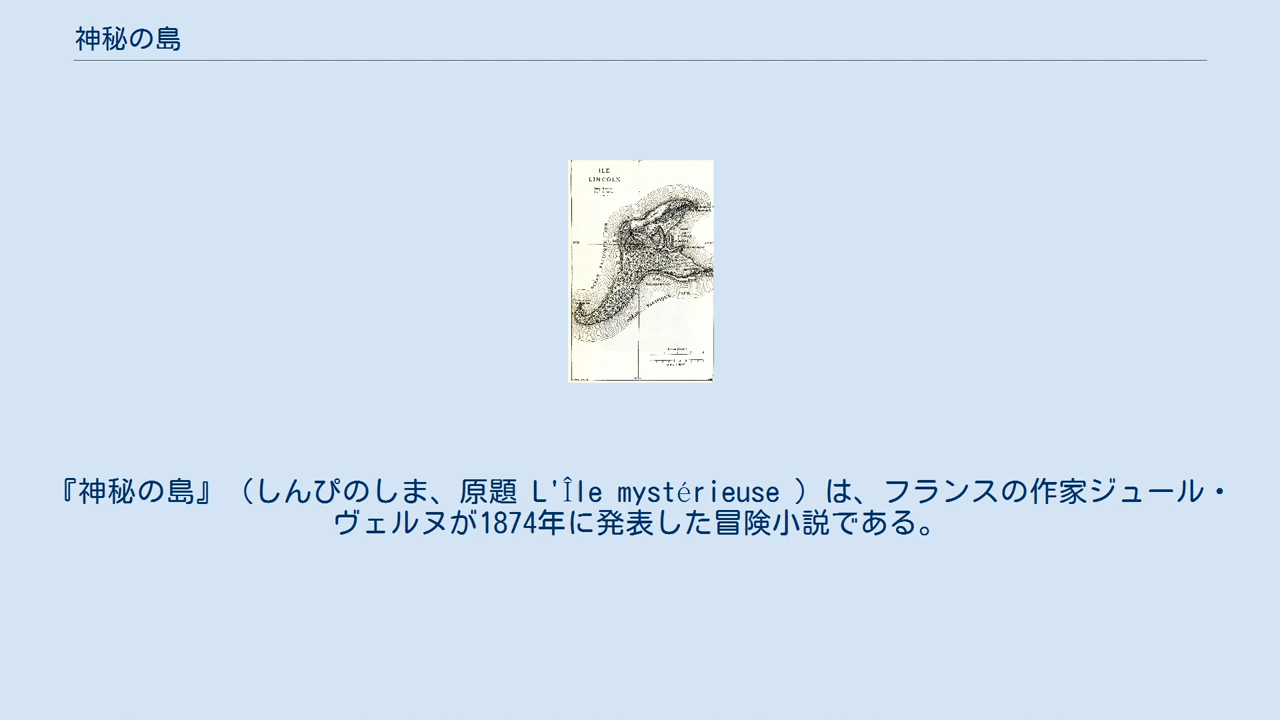 神秘の島
ILE
LINCOLN
『神秘の島』（しんぴのしま、原題 L'Île mystérieuse ）は、フランスの作家ジュール・
ヴェルヌが1874年に発表した冒険小説である。